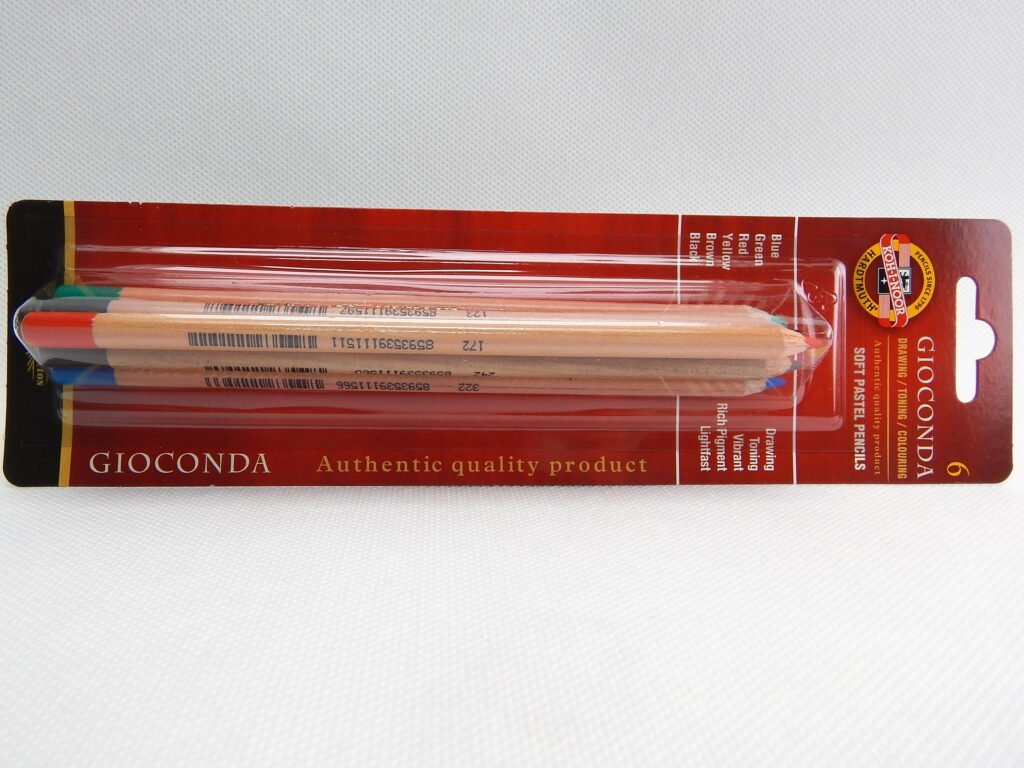 GIOCONDA
Authentic quality product
6
GIOCONDA
DRAWING / TONING / COLOURING
Authentic quality product
SOFT PASTEL PENCILS
PENCILS SINCE 1790
KOH-I-NOOR
HARDTMUTH
Blue
Green
Red
Yellow
Brown
Black
Drawing
Toning
Vibrant
Rich Pigment
Lightfast
8593539111597 123
8593539111511 172
242
8593539111566 322